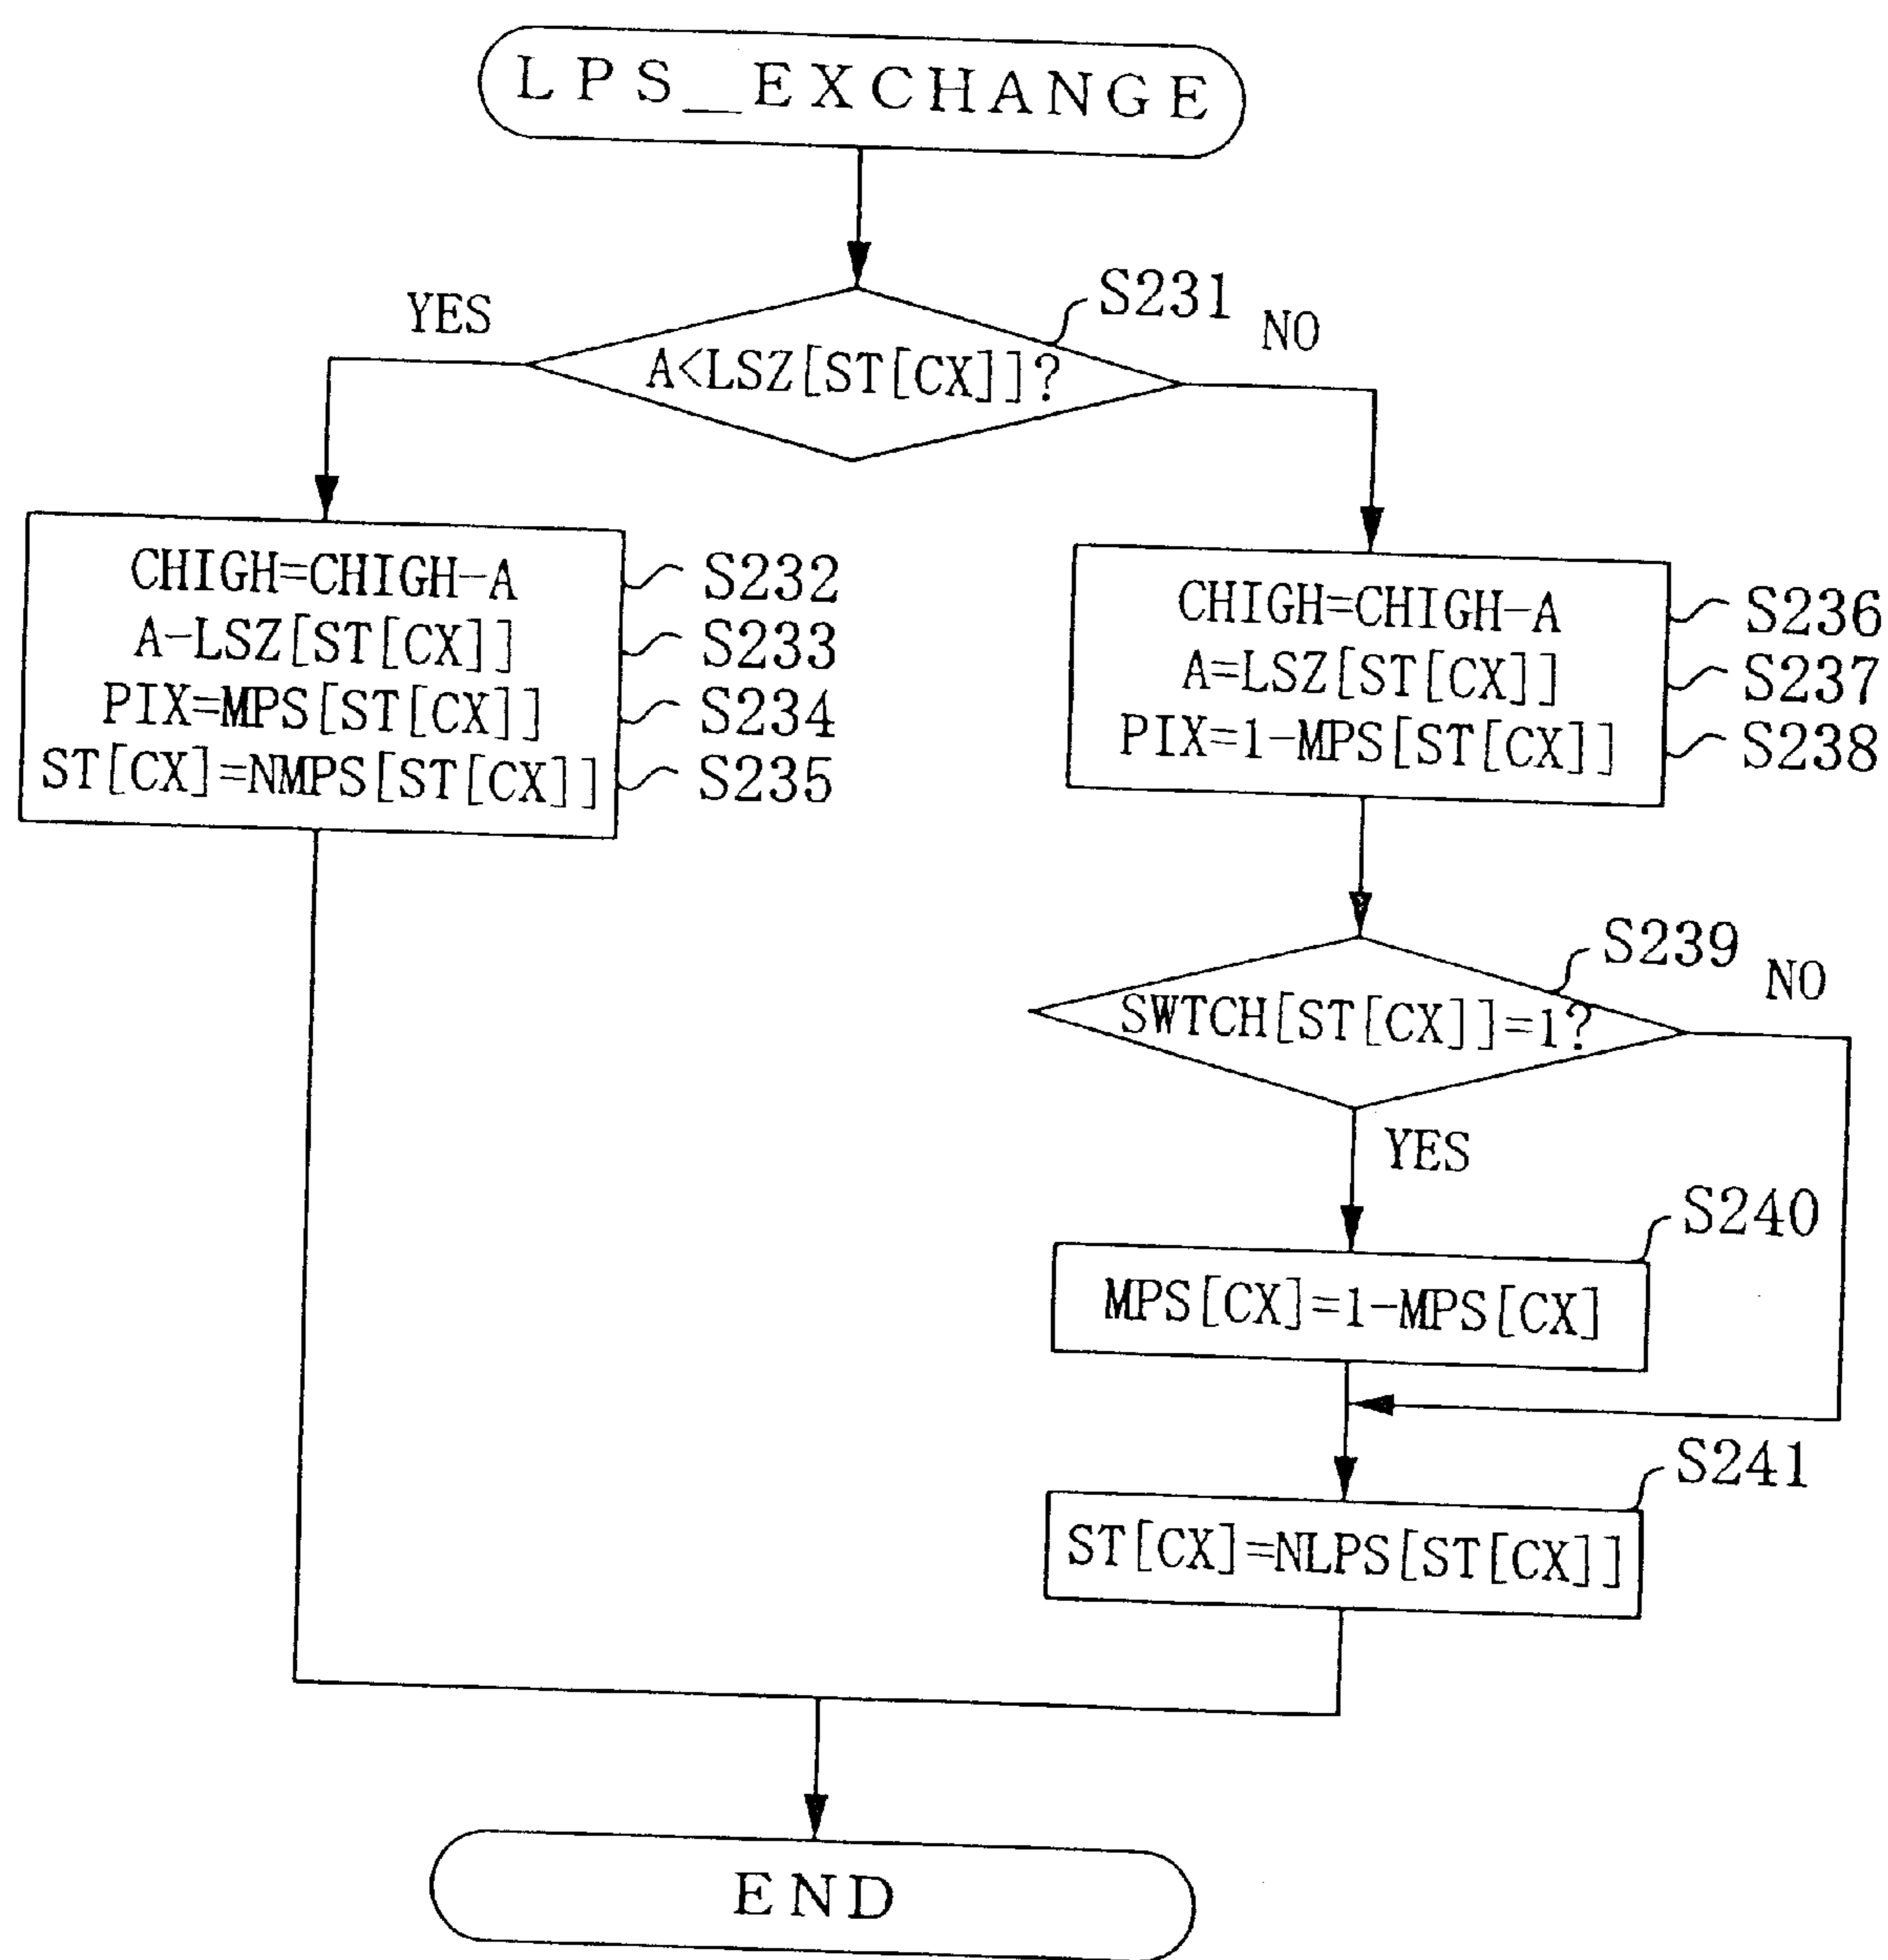 LPS_EXCHANGE
S231
YES
NO
A<LSZ[ST[CX]]?
CHIGH=CHIGH-A
S232
A-LSZ[ST[CX]]
S233
PIX=MPS[ST[CX]]
S234
ST[CX]=NMPS[ST[CX]]
S235
CHIGH=CHIGH-A
S236
A=LSZ[ST[CX]]
S237
PIX=1-MPS[ST[CX]]
S238
S239
NO
SWTCH[ST[CX]]=1?
YES
S240
MPS[CX]=1-MPS[CX]
S241
ST[CX]=NLPS[ST[CX]]
END